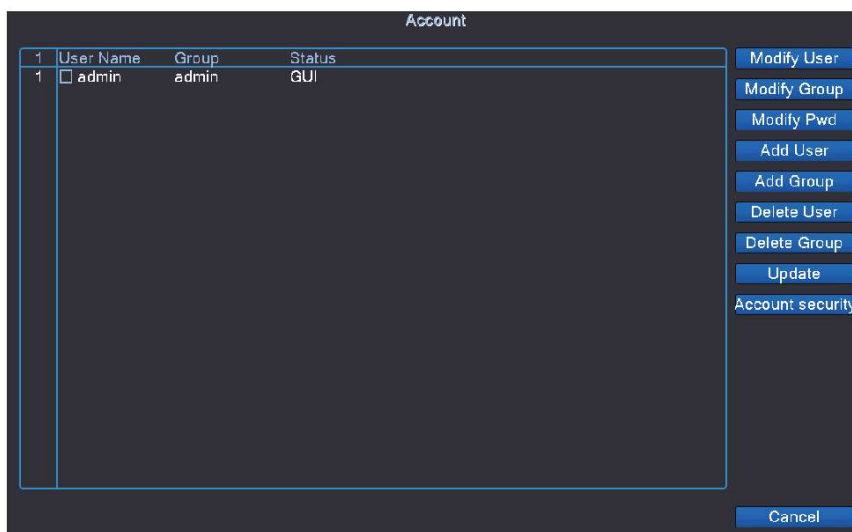 Account
1 User Name Group Status
1 admin admin GUI
Modify User
Modify Group
Modify Pwd
Add User
Add Group
Delete User
Delete Group
Update
Account security
Cancel